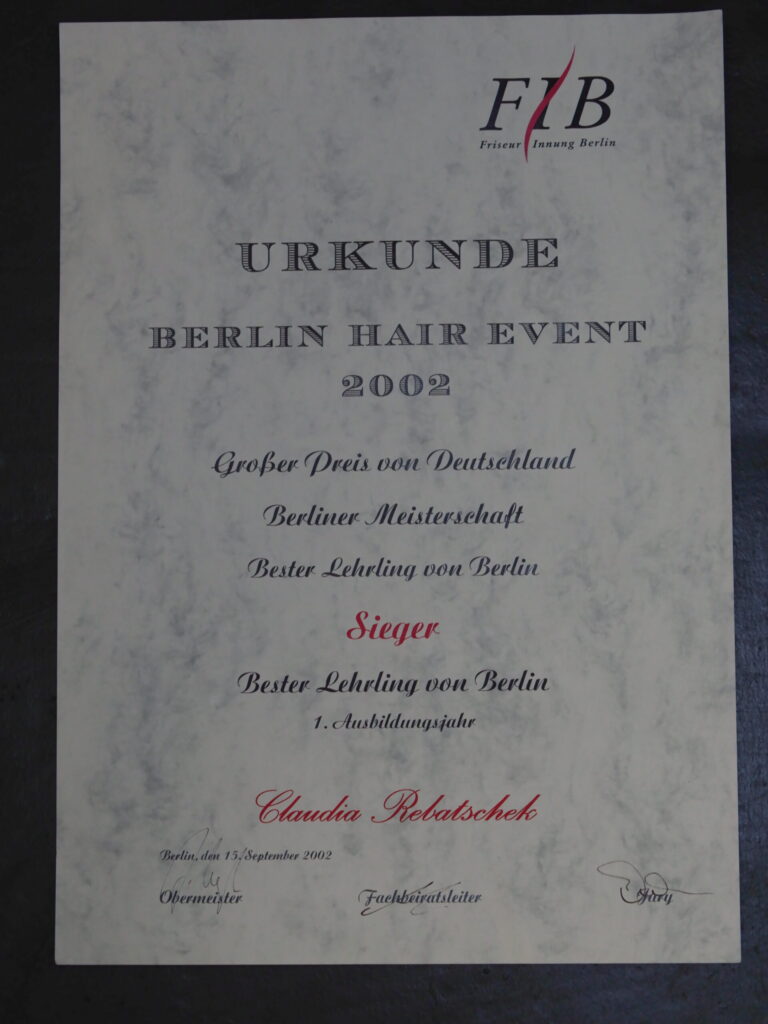 FIB
Friseur Innung Berlin
URKUNDE
BERLIN HAIR EVENT
2002
Großer Preis von Deutschland
Berliner Meisterschaft
Bester Lehrling von Berlin
Sieger
Bester Lehrling von Berlin
1. Ausbildungsjahr
Claudia Rebatschek
Berlin, den 15. September 2002
Obermeister Fachbeiratsleiter Jury